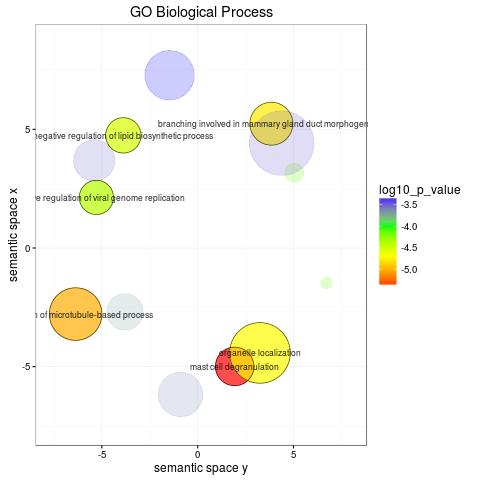 GO Biological Process
branching involved in mammary gland duct morphogen
negative regulation of lipid biosynthetic process
regulation of viral genome replication
of microtubule-based process
organelle localization
mast cell degranulation
5
0
-5
-5
0
5
semantic space x
semantic space y
log10_p_value
-3.5
-4.0
-4.5
-5.0